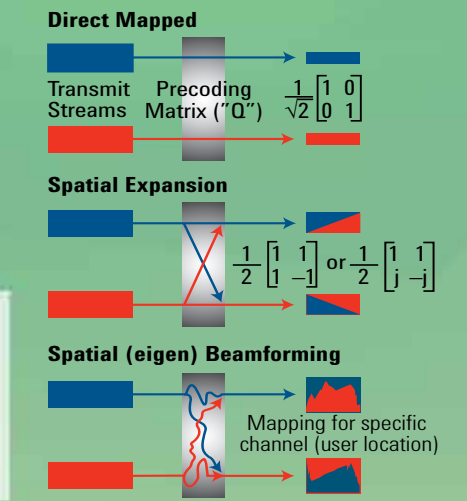 Direct Mapped
Transmit Streams
Precoding Matrix ("Q")
1/√2 [1 0
0 1]
Spatial Expansion
1/2 [1 1
1 –1] or 1/2 [1 1
j –j]
Spatial (eigen) Beamforming
Mapping for specific
channel (user location)